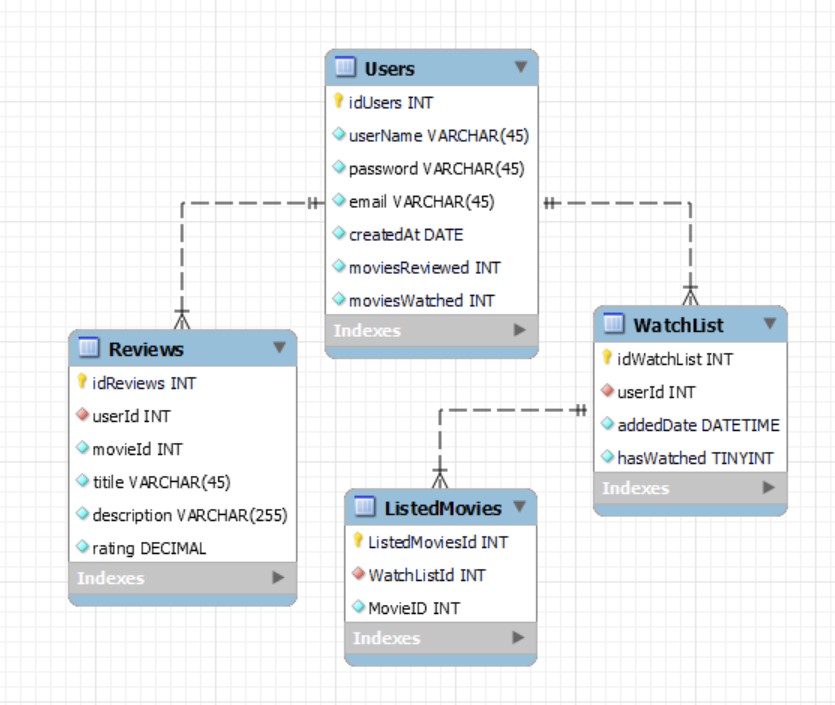 Users
idUsers INT
userName VARCHAR(45)
password VARCHAR(45)
email VARCHAR(45)
createdAt DATE
moviesReviewed INT
moviesWatched INT
Indexes
Reviews
idReviews INT
userId INT
movieId INT
titile VARCHAR(45)
description VARCHAR(255)
rating DECIMAL
Indexes
WatchList
idWatchList INT
userId INT
addedDate DATETIME
hasWatched TINYINT
Indexes
ListedMovies
ListedMoviesId INT
WatchListId INT
MovieID INT
Indexes